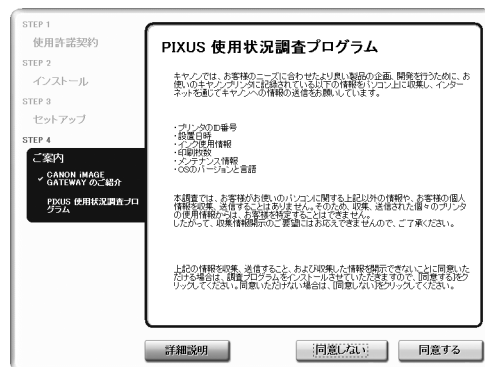 STEP 1
使用許諾契約
STEP 2
インストール
STEP 3
セットアップ
STEP 4
ご案内
✓ CANON iMAGE
GATEWAY のご紹介
PIXUS 使用状況調査プロ
グラム
PIXUS 使用状況調査プログラム
キヤノンでは、お客様のニーズに合わせたより良い製品の企画、開発を行うために、お
使いのキヤノンプリンタに記録されている以下の情報をパソコン上に収集し、インター
ネットを通じてキヤノンへの情報の送信をお願いしています。
・プリンタのID番号
・設置日時
・インク使用情報
・印刷枚数
・メンテナンス情報
・OSのバージョンと言語
本調査では、お客様がお使いのパソコンに関する上記以外の情報や、お客様の個人
情報を収集、送信することはありません。そのため、収集、送信された個々のプリンタ
の使用情報からは、お客様を特定することはできません。
したがって、収集情報開示のご要望にはお応えできませんので、ご了承ください。
上記の情報を収集、送信すること、および収集した情報を開示できないことに同意いた
だける場合は、調査プログラムをインストールさせていただきますので、[同意する]をク
リックしてください。同意いただけない場合は、[同意しない]をクリックしてください。
詳細説明
同意しない
同意する